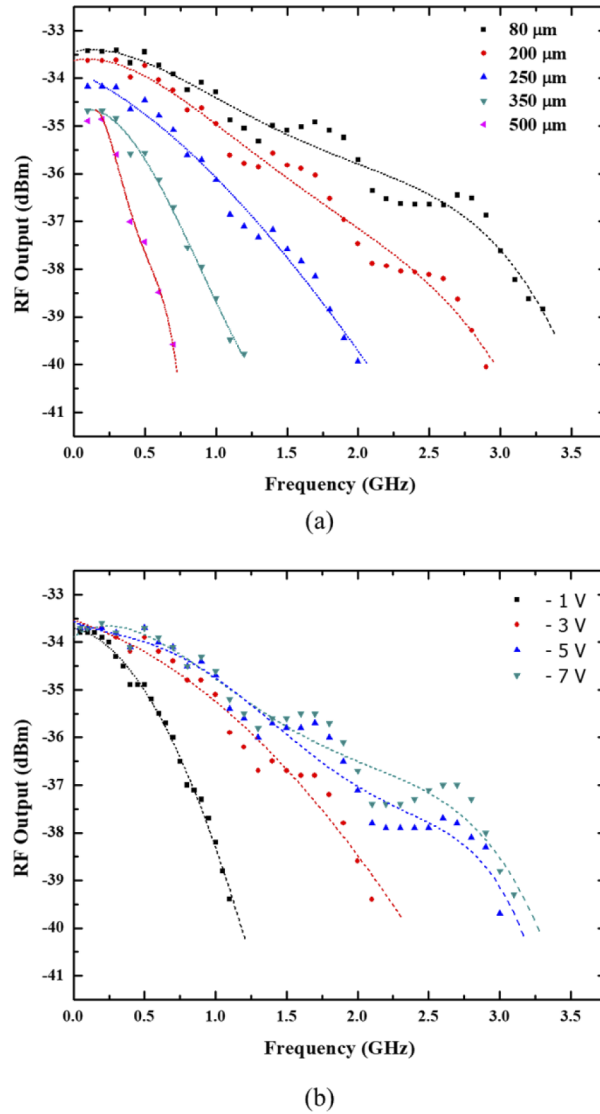 -33
-34
-35
-36
-37
-38
-39
-40
-41
RF Output (dBm)
80 µm
200 µm
250 µm
350 µm
500 µm
0.0 0.5 1.0 1.5 2.0 2.5 3.0 3.5
Frequency (GHz)
(a)
-33
-34
-35
-36
-37
-38
-39
-40
-41
RF Output (dBm)
- 1 V
- 3 V
- 5 V
- 7 V
0.0 0.5 1.0 1.5 2.0 2.5 3.0 3.5
Frequency (GHz)
(b)